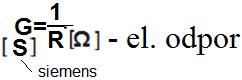 G=1/R [Ω] - el. odpor
[S]
siemens